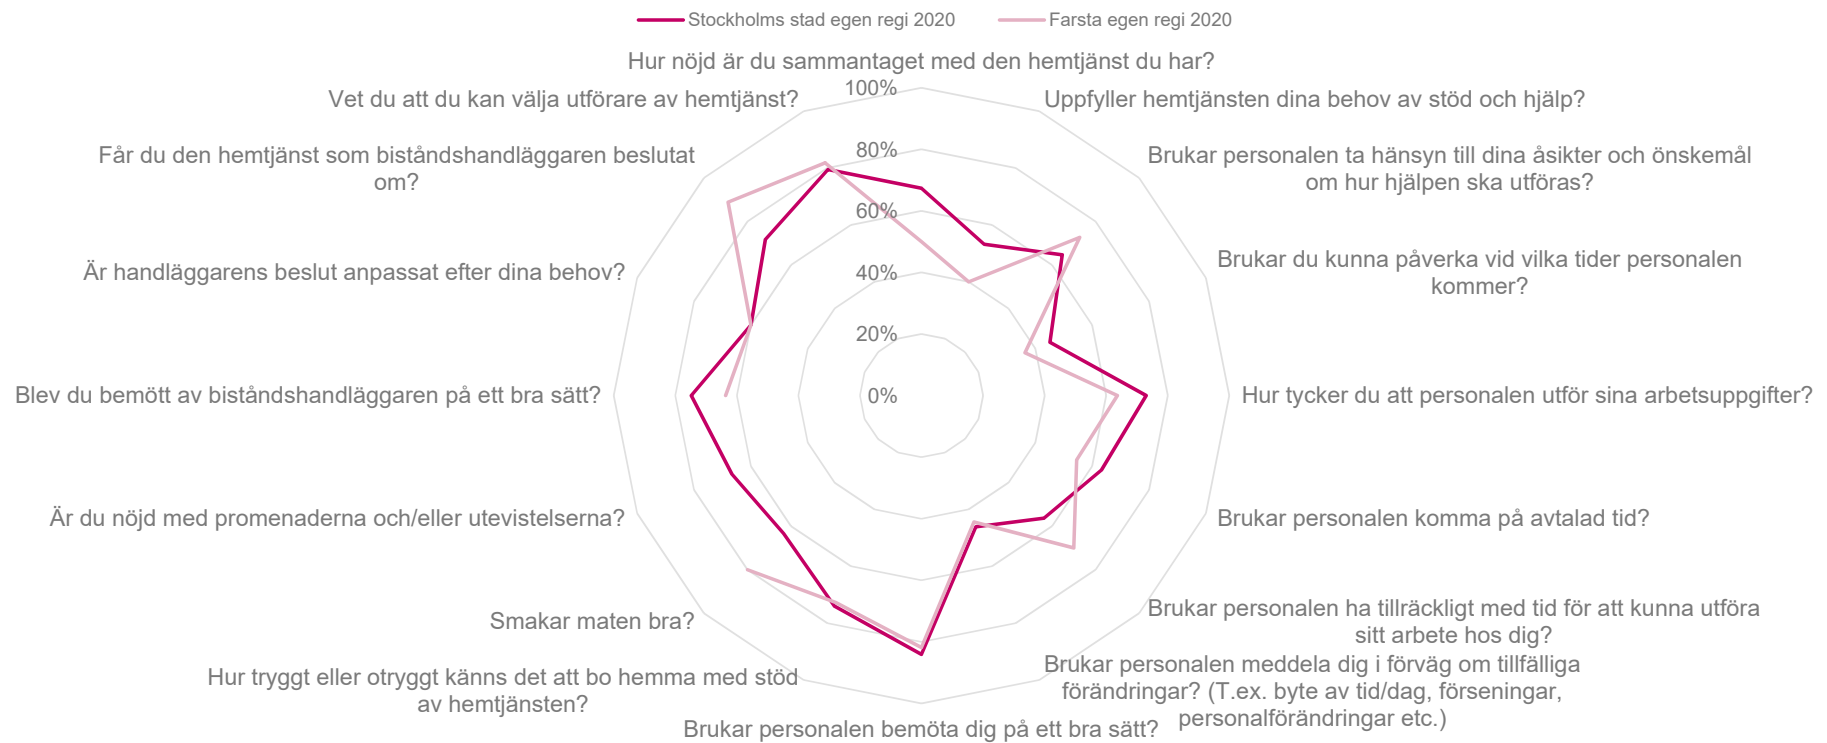 Stockholms stad egen regi 2020
Farsta egen regi 2020
Hur nöjd är du sammantaget med den hemtjänst du har?
Uppfyller hemtjänsten dina behov av stöd och hjälp?
Brukar personalen ta hänsyn till dina åsikter och önskemål
om hur hjälpen ska utföras?
Brukar du kunna påverka vid vilka tider personalen
kommer?
Hur tycker du att personalen utför sina arbetsuppgifter?
Brukar personalen komma på avtalad tid?
Brukar personalen ha tillräckligt med tid för att kunna utföra
sitt arbete hos dig?
Brukar personalen meddela dig i förväg om tillfälliga
förändringar? (T.ex. byte av tid/dag, förseningar,
personalförändringar etc.)
Brukar personalen bemöta dig på ett bra sätt?
Hur tryggt eller otryggt känns det att bo hemma med stöd
av hemtjänsten?
Smakar maten bra?
Är du nöjd med promenaderna och/eller utevistelserna?
Blev du bemött av biståndshandläggaren på ett bra sätt?
Är handläggarens beslut anpassat efter dina behov?
Får du den hemtjänst som biståndshandläggaren beslutat
om?
Vet du att du kan välja utförare av hemtjänst?
100%
80%
60%
40%
20%
0%